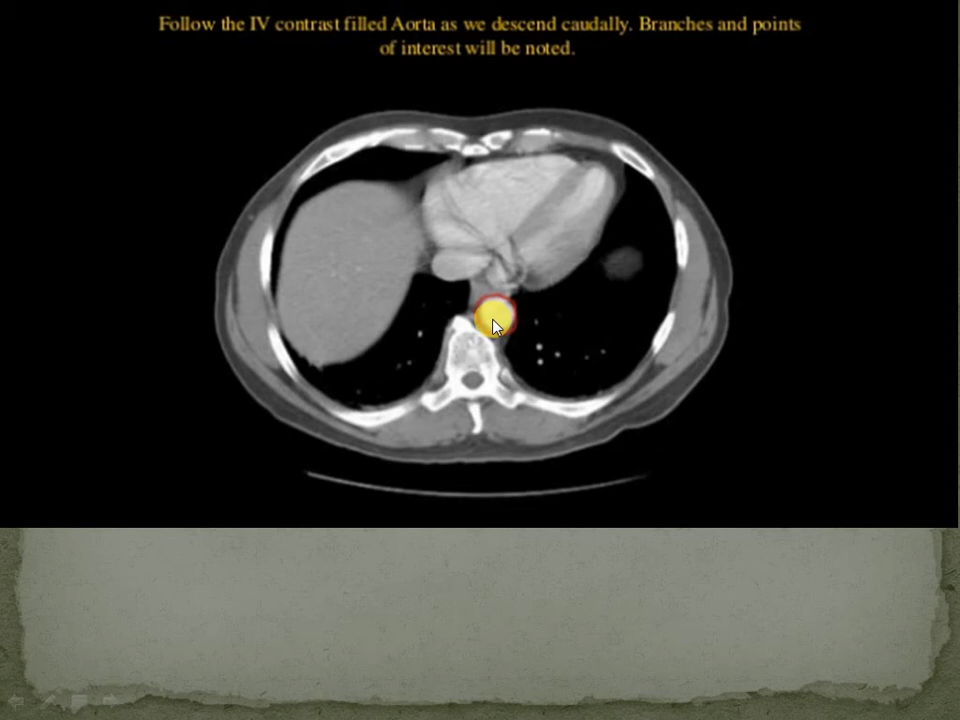 Follow the IV contrast filled Aorta as we descend caudally. Branches and points
of interest will be noted.